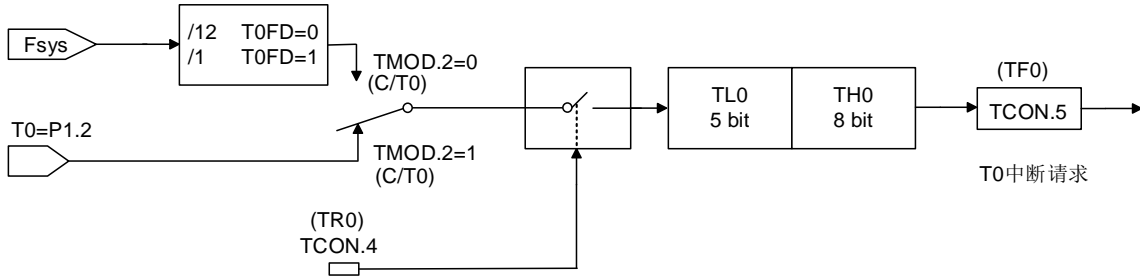 Fsys
/12 T0FD=0
/1 T0FD=1
TMOD.2=0
(C/T0)
T0=P1.2
TMOD.2=1
(C/T0)
(TR0)
TCON.4
TL0
5 bit
TH0
8 bit
(TF0)
TCON.5
T0中断请求